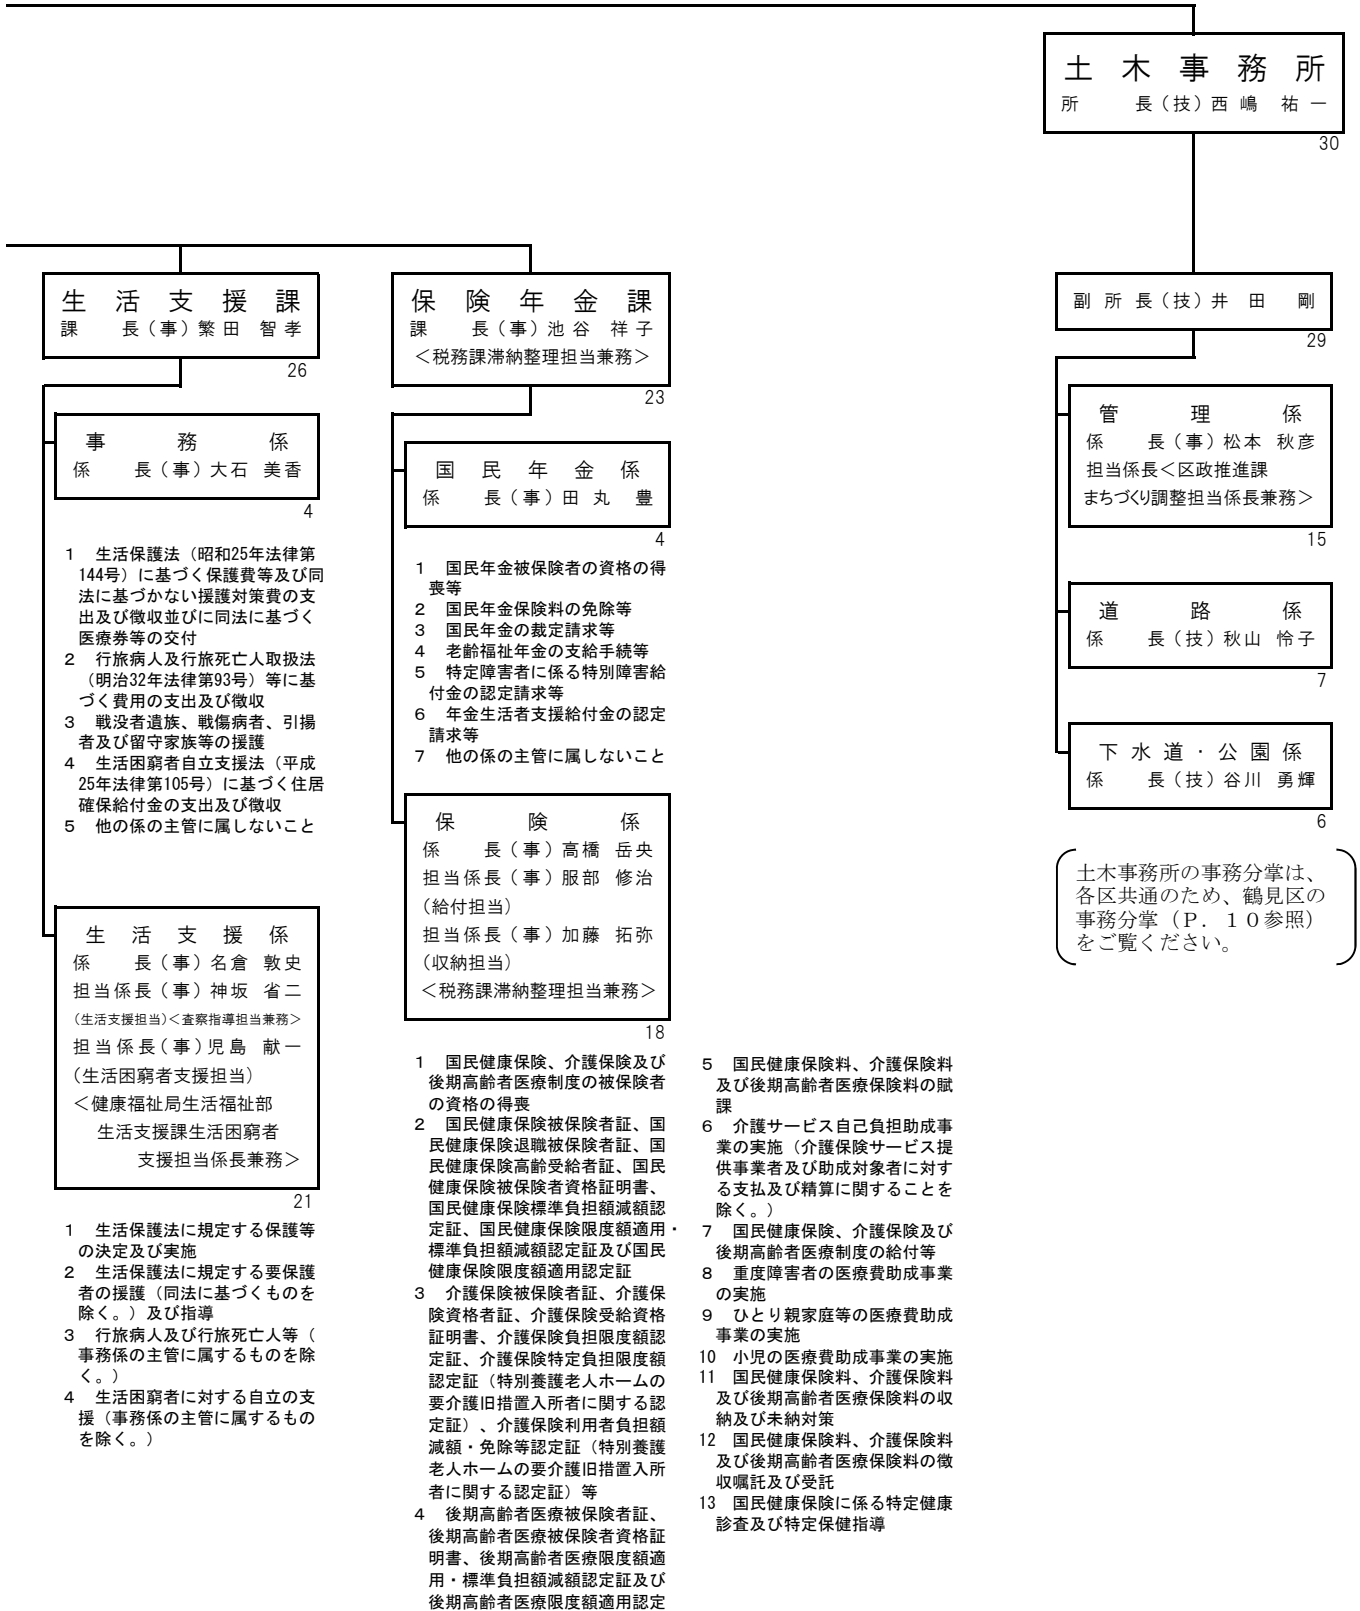 土木事務所
所　　長（技）西嶋　祐一
30
生活支援課
課　　長（事）繁田　智孝
26
事務係
係　　長（事）大石　美香
4
1　生活保護法（昭和25年法律第
144号）に基づく保護費等及び同
法に基づかない援護対策費の支
出及び徴収並びに同法に基づく
医療券等の交付
2　行旅病人及行旅死亡人取扱法
（明治32年法律第93号）等に基
づく費用の支出及び徴収
3　戦没者遺族、戦傷病者、引揚
者及び留守家族等の援護
4　生活困窮者自立支援法（平成
25年法律第105号）に基づく住居
確保給付金の支出及び徴収
5　他の係の主管に属しないこと
生活支援係
係　　長（事）名倉　敦史
担当係長（事）神坂　省二
（生活支援担当）＜査察指導担当兼務＞
担当係長（事）児島　献一
（生活困窮者支援担当）
＜健康福祉局生活福祉部
生活支援課生活困窮者
支援担当係長兼務＞
21
1　生活保護法に規定する保護等
の決定及び実施
2　生活保護法に規定する要保護
者の援護（同法に基づくものを
除く。）及び指導
3　行旅病人及び行旅死亡人等（
事務係の主管に属するものを除
く。）
4　生活困窮者に対する自立の支
援（事務係の主管に属するもの
を除く。）
保険年金課
課　　長（事）池谷　祥子
＜税務課滞納整理担当兼務＞
23
国民年金係
係　　長（事）田丸　豊
4
1　国民年金被保険者の資格の得
喪等
2　国民年金保険料の免除等
3　国民年金の裁定請求等
4　老齢福祉年金の支給手続等
5　特定障害者に係る特別障害給
付金の認定請求等
6　年金生活者支援給付金の認定
請求等
7　他の係の主管に属しないこと
保険係
係　　長（事）高橋　岳央
担当係長（事）服部　修治
（給付担当）
担当係長（事）加藤　拓弥
（収納担当）
＜税務課滞納整理担当兼務＞
18
1　国民健康保険、介護保険及び
後期高齢者医療制度の被保険者
の資格の得喪
2　国民健康保険被保険者証、国
民健康保険退職被保険者証、国
民健康保険高齢受給者証、国民
健康保険被保険者資格証明書、
国民健康保険標準負担額減額認
定証、国民健康保険限度額適用・
標準負担額減額認定証及び国民
健康保険限度額適用認定証
3　介護保険被保険者証、介護保
険資格者証、介護保険受給資格
証明書、介護保険負担限度額認
定証、介護保険特定負担限度額
認定証（特別養護老人ホームの
要介護旧措置入所者に関する認
定証）、介護保険利用者負担額
減額・免除等認定証（特別養護
老人ホームの要介護旧措置入所
者に関する認定証）等
4　後期高齢者医療被保険者証、
後期高齢者医療被保険者資格証
明書、後期高齢者医療限度額適
用・標準負担額減額認定証及び
後期高齢者医療限度額適用認定
5　国民健康保険料、介護保険料
及び後期高齢者医療保険料の賦
課
6　介護サービス自己負担助成事
業の実施（介護保険サービス提
供事業者及び助成対象者に対す
る支払及び精算に関することを
除く。）
7　国民健康保険、介護保険及び
後期高齢者医療制度の給付等
8　重度障害者の医療費助成事業
の実施
9　ひとり親家庭等の医療費助成
事業の実施
10　小児の医療費助成事業の実施
11　国民健康保険料、介護保険料
及び後期高齢者医療保険料の収
納及び未納対策
12　国民健康保険料、介護保険料
及び後期高齢者医療保険料の徴
収嘱託及び受託
13　国民健康保険に係る特定健康
診査及び特定保健指導
副所長（技）井田　剛
29
管理係
係　　長（事）松本　秋彦
担当係長＜区政推進課
まちづくり調整担当係長兼務＞
15
道路係
係　　長（技）秋山　怜子
7
下水道・公園係
係　　長（技）谷川　勇輝
6
土木事務所の事務分掌は、
各区共通のため、鶴見区の
事務分掌（P．１０参照）
をご覧ください。